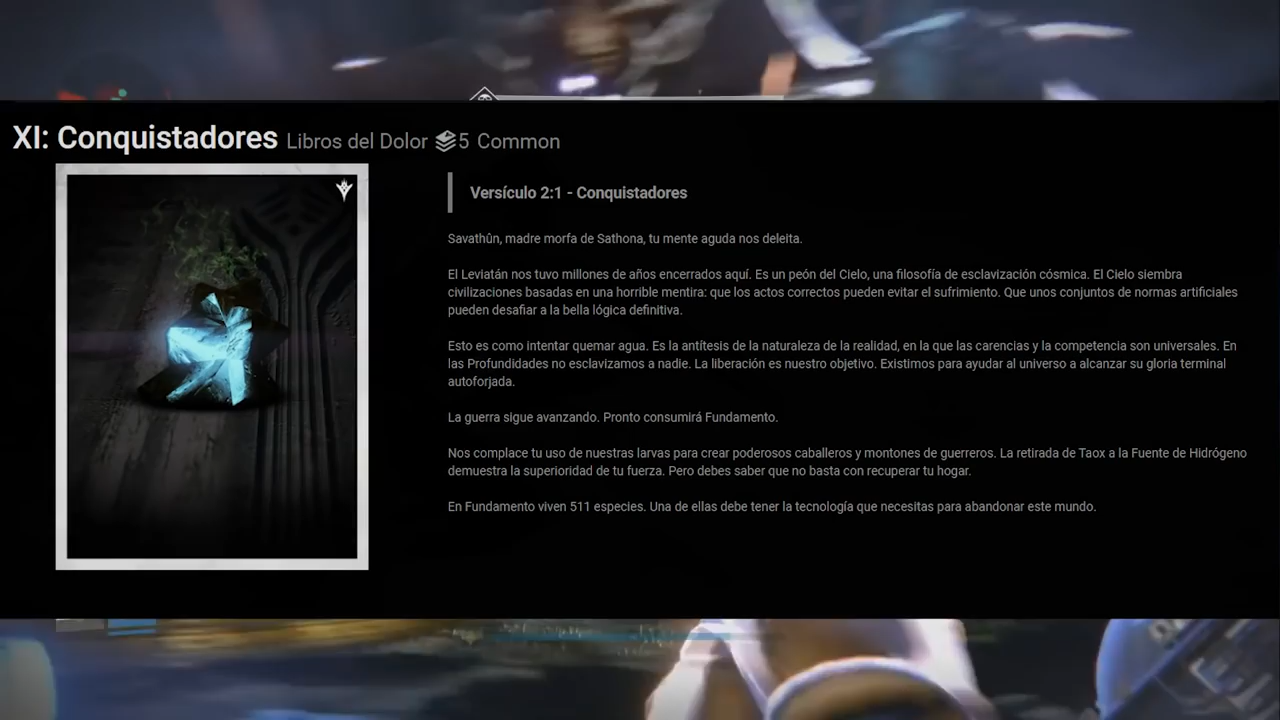 XI: Conquistadores Libros del Dolor 5 Common
Versículo 2:1 - Conquistadores
Savathûn, madre morfa de Sathona, tu mente aguda nos deleita.
El Leviatán nos tuvo millones de años encerrados aquí. Es un peón del Cielo, una filosofía de esclavización cósmica. El Cielo siembra
civilizaciones basadas en una horrible mentira: que los actos correctos pueden evitar el sufrimiento. Que unos conjuntos de normas artificiales
pueden desafiar a la bella lógica definitiva.
Esto es como intentar quemar agua. Es la antítesis de la naturaleza de la realidad, en la que las carencias y la competencia son universales. En
las Profundidades no esclavizamos a nadie. La liberación es nuestro objetivo. Existimos para ayudar al universo a alcanzar su gloria terminal
autoforjada.
La guerra sigue avanzando. Pronto consumirá Fundamento.
Nos complace tu uso de nuestras larvas para crear poderosos caballeros y montones de guerreros. La retirada de Taox a la Fuente de Hidrógeno
demuestra la superioridad de tu fuerza. Pero debes saber que no basta con recuperar tu hogar.
En Fundamento viven 511 especies. Una de ellas debe tener la tecnología que necesitas para abandonar este mundo.